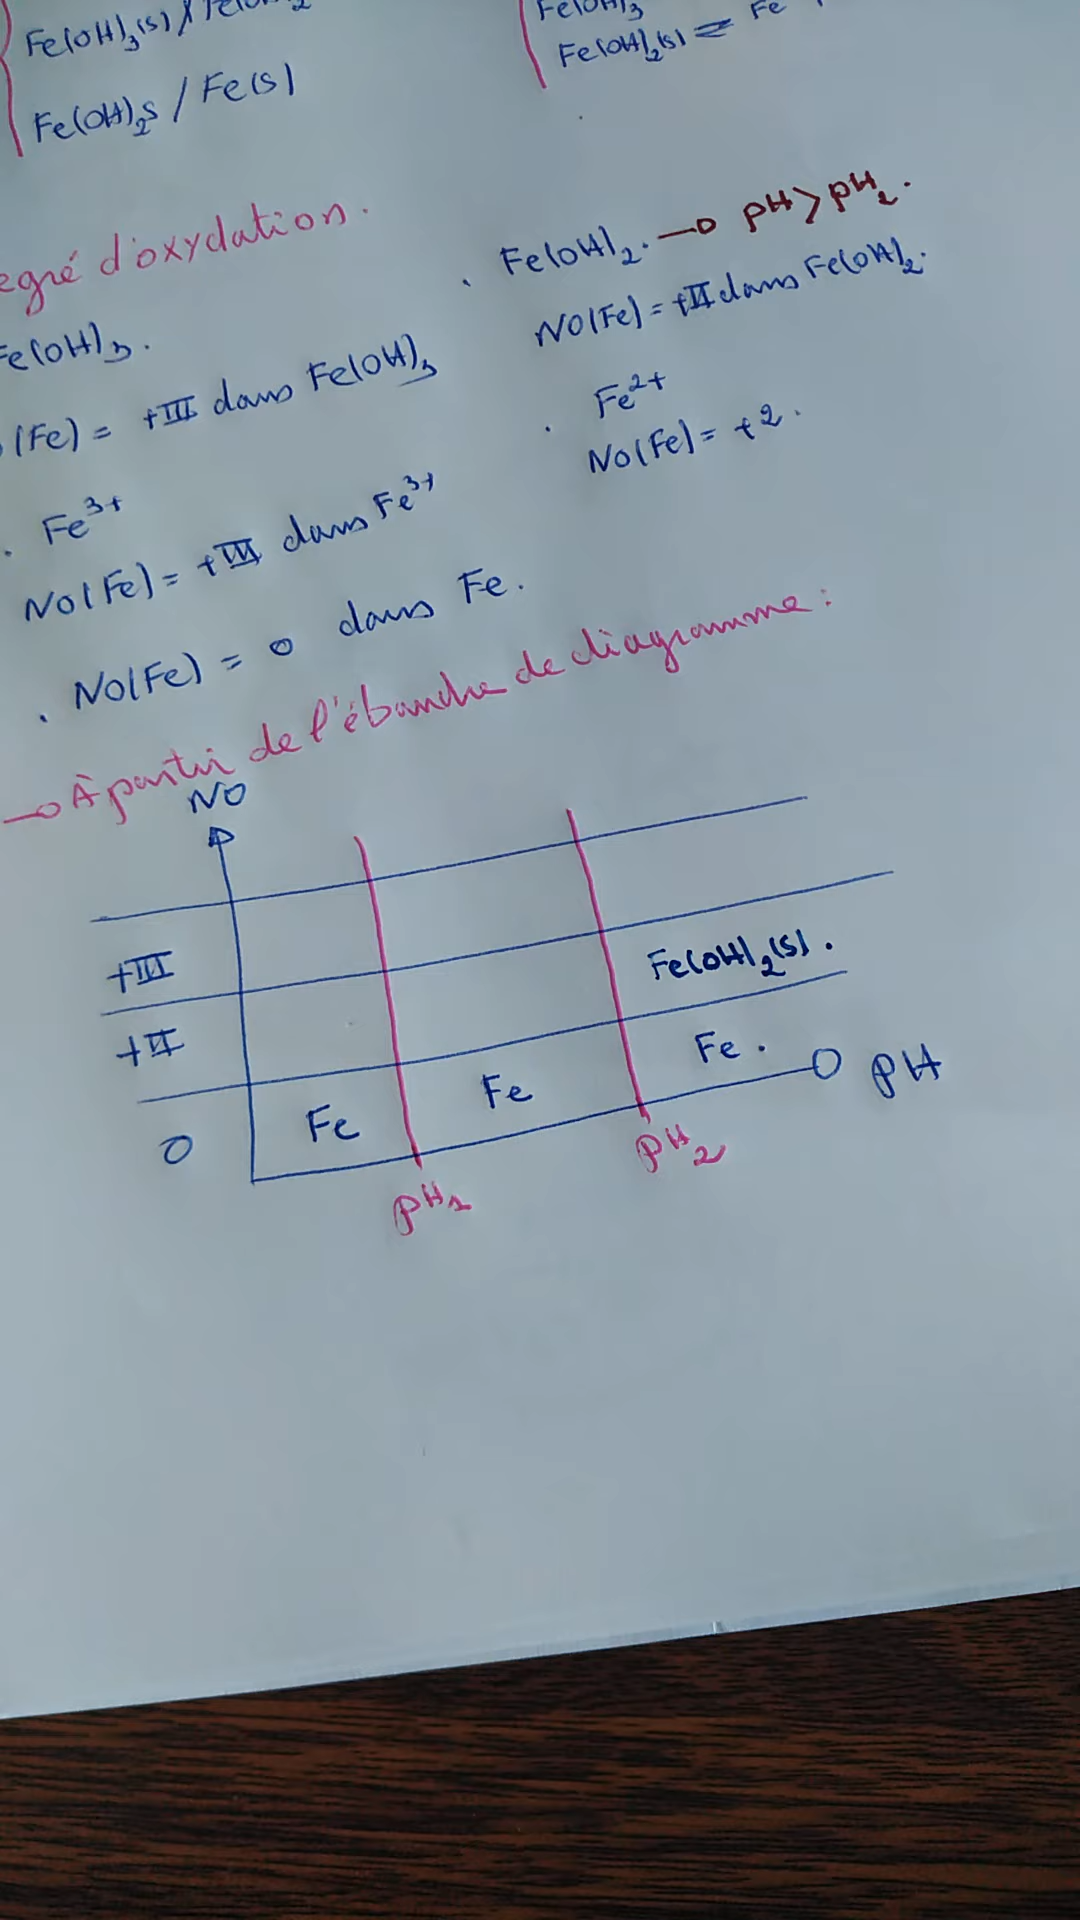 Fe(OH)₃(s) /
Fe(OH)₂s / Fe(s)
Fe(OH)₃
Fe(OH)₂(s) ⇌ Fe
egré d'oxydation.
Fe(OH)₃.
(Fe) = +III dans Fe(OH)₃
. Fe³⁺
No(Fe) = +III dans Fe³⁺
. No(Fe) = 0 dans Fe.
. Fe(OH)₂. → pH > pH₂.
NO(Fe) = +II dans Fe(OH)₂.
. Fe²⁺
No(Fe) = +2.
→ À partir de l'ébauche de diagramme :
NO
+III
+II Fe(OH)₂(s).
0 Fe Fe Fe.
pH
pH₁ pH₂